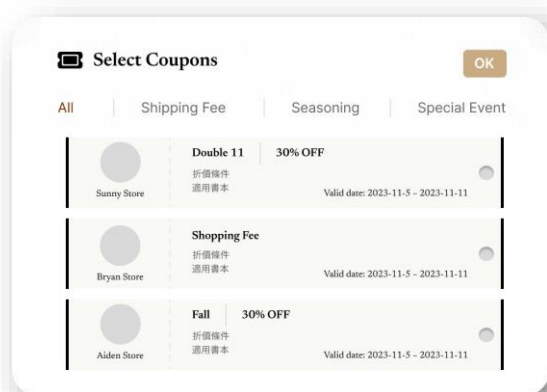 Select Coupons
OK
All Shipping Fee Seasoning Special Event
Double 11 30% OFF
折價條件
適用書本
Sunny Store
Valid date: 2023-11-5 - 2023-11-11
Shopping Fee
折價條件
適用書本
Bryan Store
Valid date: 2023-11-5 - 2023-11-11
Fall 30% OFF
折價條件
適用書本
Aiden Store
Valid date: 2023-11-5 - 2023-11-11